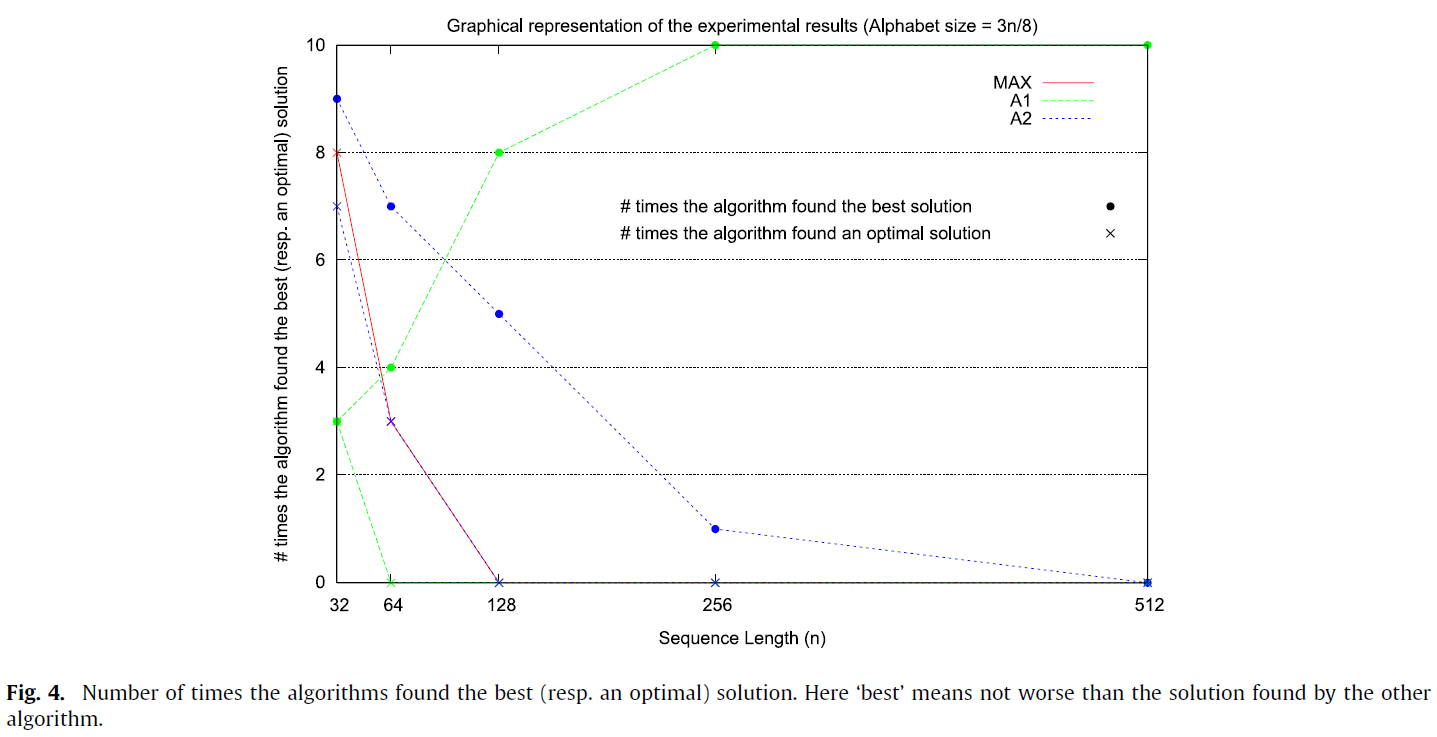 Graphical representation of the experimental results (Alphabet size = 3n/8)
# times the algorithm found the best (resp. an optimal) solution
10
8
6
4
2
0
MAX
A1
A2
# times the algorithm found the best solution
# times the algorithm found an optimal solution
32 64 128 256 512
Sequence Length (n)
Fig. 4. Number of times the algorithms found the best (resp. an optimal) solution. Here ‘best’ means not worse than the solution found by the other
algorithm.